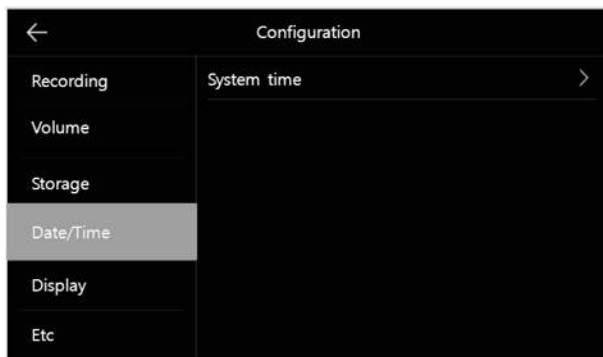 Configuration
Recording
Volume
Storage
Date/Time
Display
Etc
System time